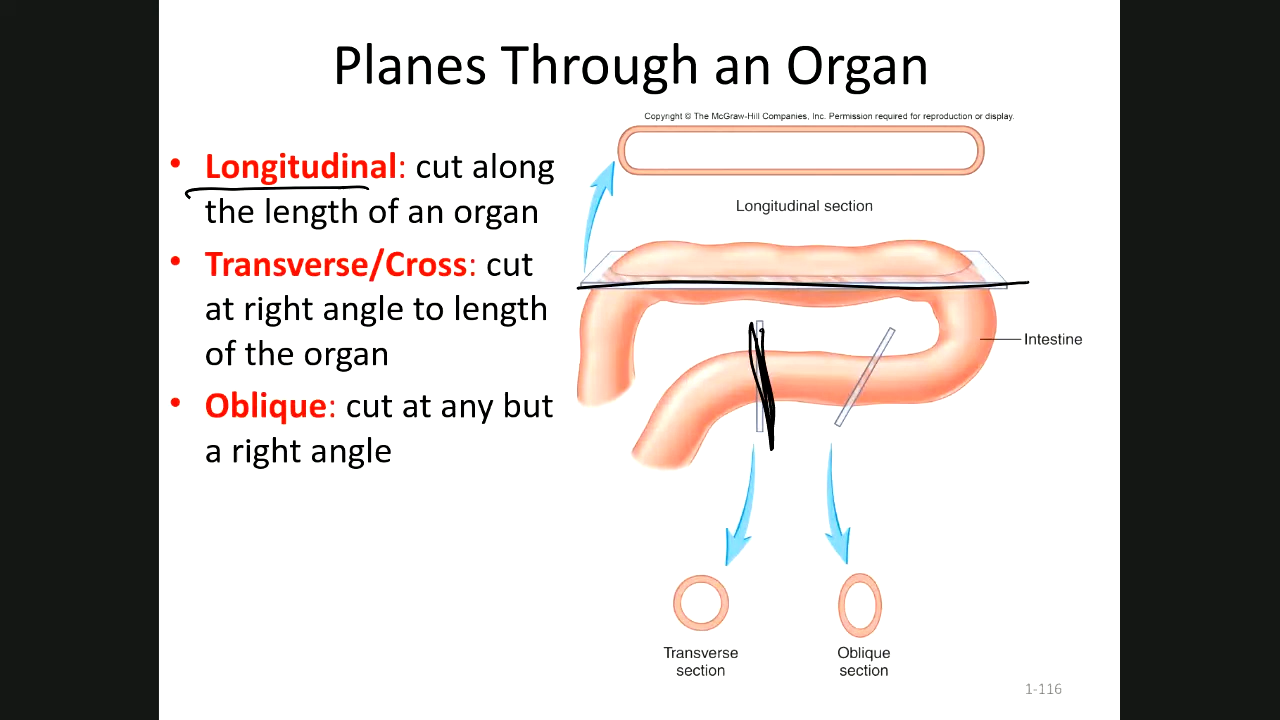 Planes Through an Organ
Copyright © The McGraw-Hill Companies, Inc. Permission required for reproduction or display.
• Longitudinal: cut along
the length of an organ
• Transverse/Cross: cut
at right angle to length
of the organ
• Oblique: cut at any but
a right angle
Longitudinal section
Intestine
Transverse
section
Oblique
section
1-116